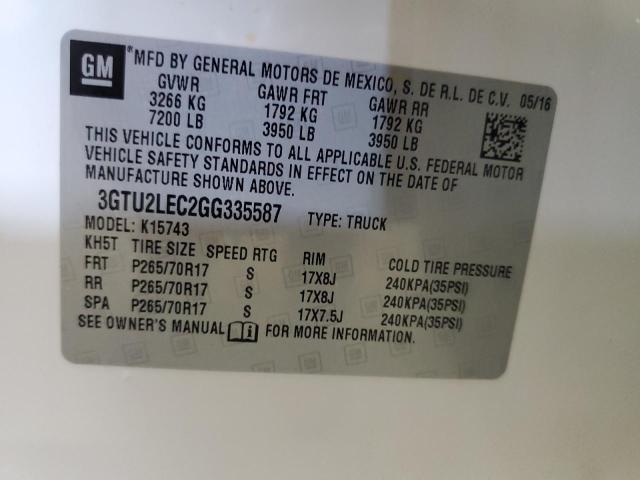 GM ® MFD BY GENERAL MOTORS DE MEXICO, S. DE R.L. DE C.V. 05/16
GVWR GAWR FRT GAWR RR
3266 KG 1792 KG 1792 KG
7200 LB 3950 LB 3950 LB
THIS VEHICLE CONFORMS TO ALL APPLICABLE U.S. FEDERAL MOTOR
VEHICLE SAFETY STANDARDS IN EFFECT ON THE DATE OF
MANUFACTURE SHOWN ABOVE.
3GTU2LEC2GG335587 TYPE: TRUCK
MODEL: K15743
KH5T TIRE SIZE SPEED RTG RIM COLD TIRE PRESSURE
FRT P265/70R17 S 17X8J 240KPA(35PSI)
RR P265/70R17 S 17X8J 240KPA(35PSI)
SPA P265/70R17 S 17X7.5J 240KPA(35PSI)
SEE OWNER'S MANUAL FOR MORE INFORMATION.